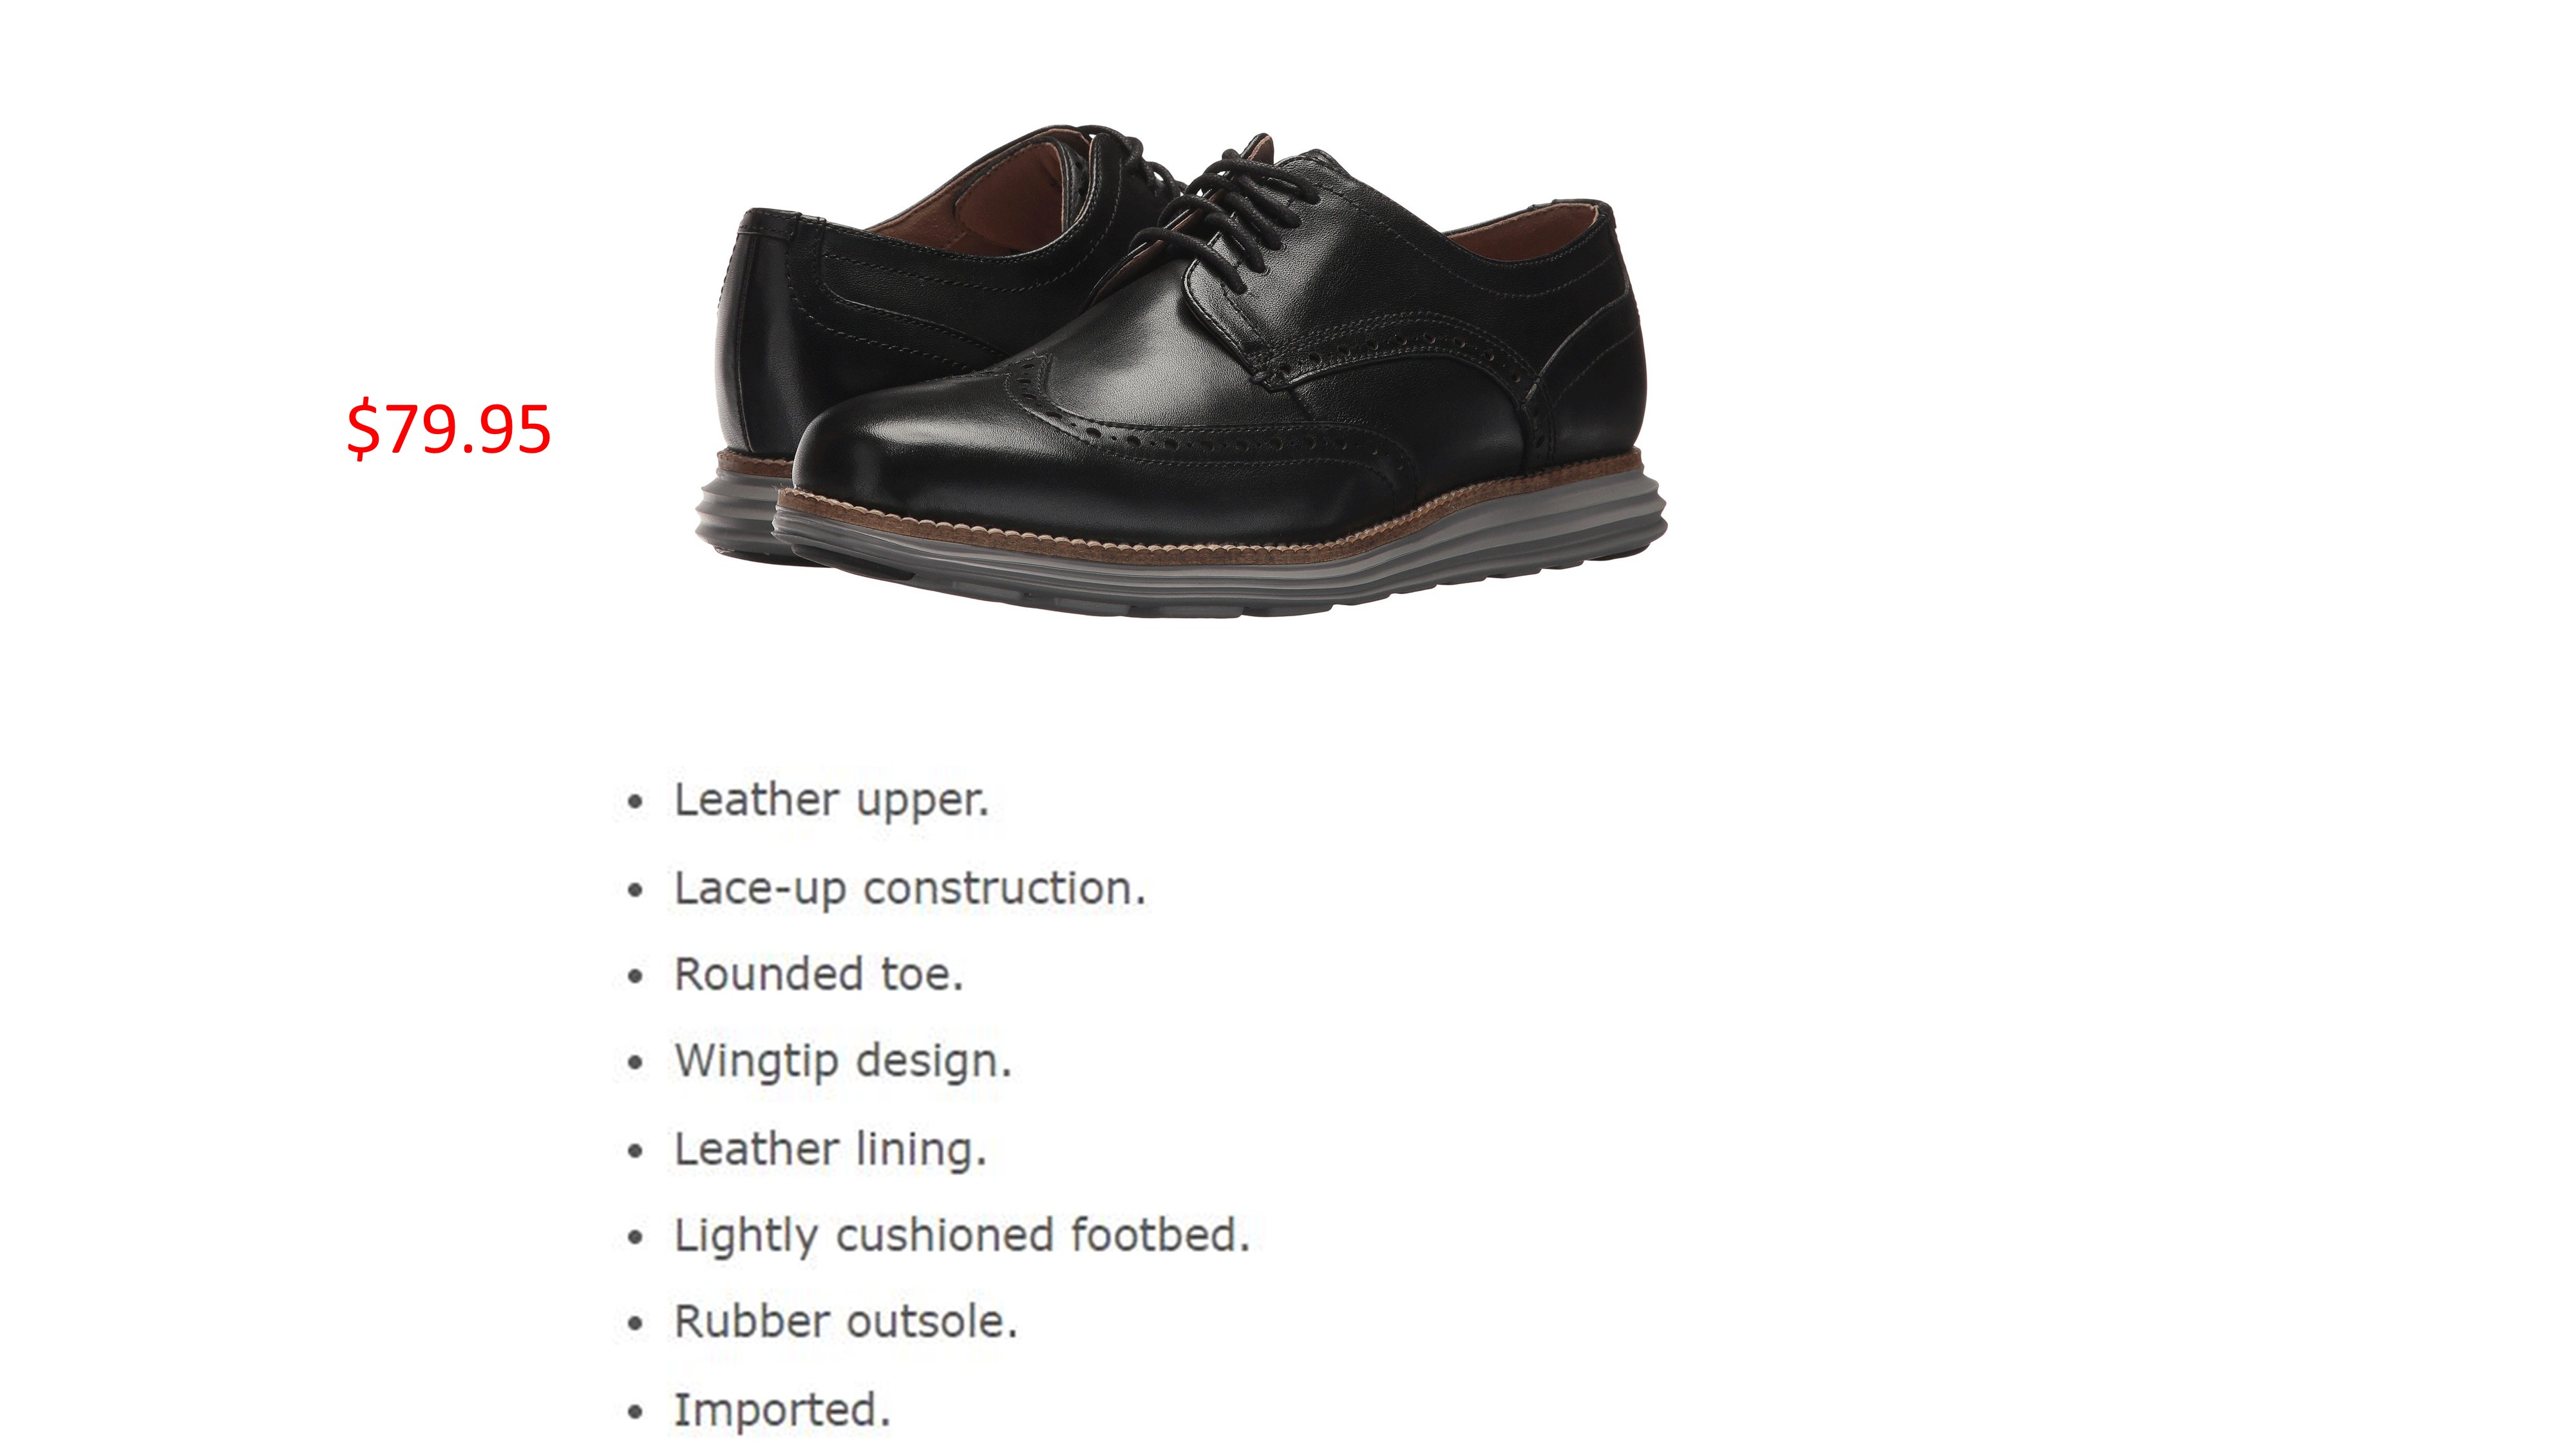 $79.95
• Leather upper.
• Lace-up construction.
• Rounded toe.
• Wingtip design.
• Leather lining.
• Lightly cushioned footbed.
• Rubber outsole.
• Imported.